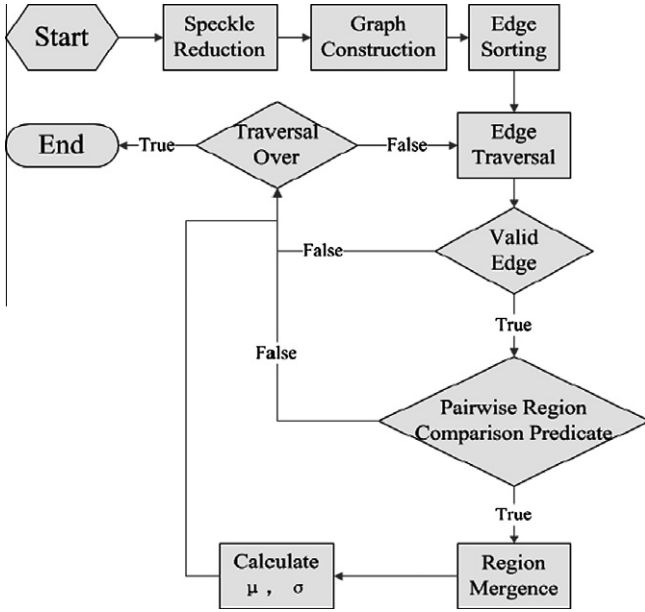 Start
Speckle
Reduction
Graph
Construction
Edge
Sorting
End
True
Traversal
Over
False
Edge
Traversal
False
Valid
Edge
True
False
Pairwise Region
Comparison Predicate
True
Calculate
μ, σ
Region
Mergence